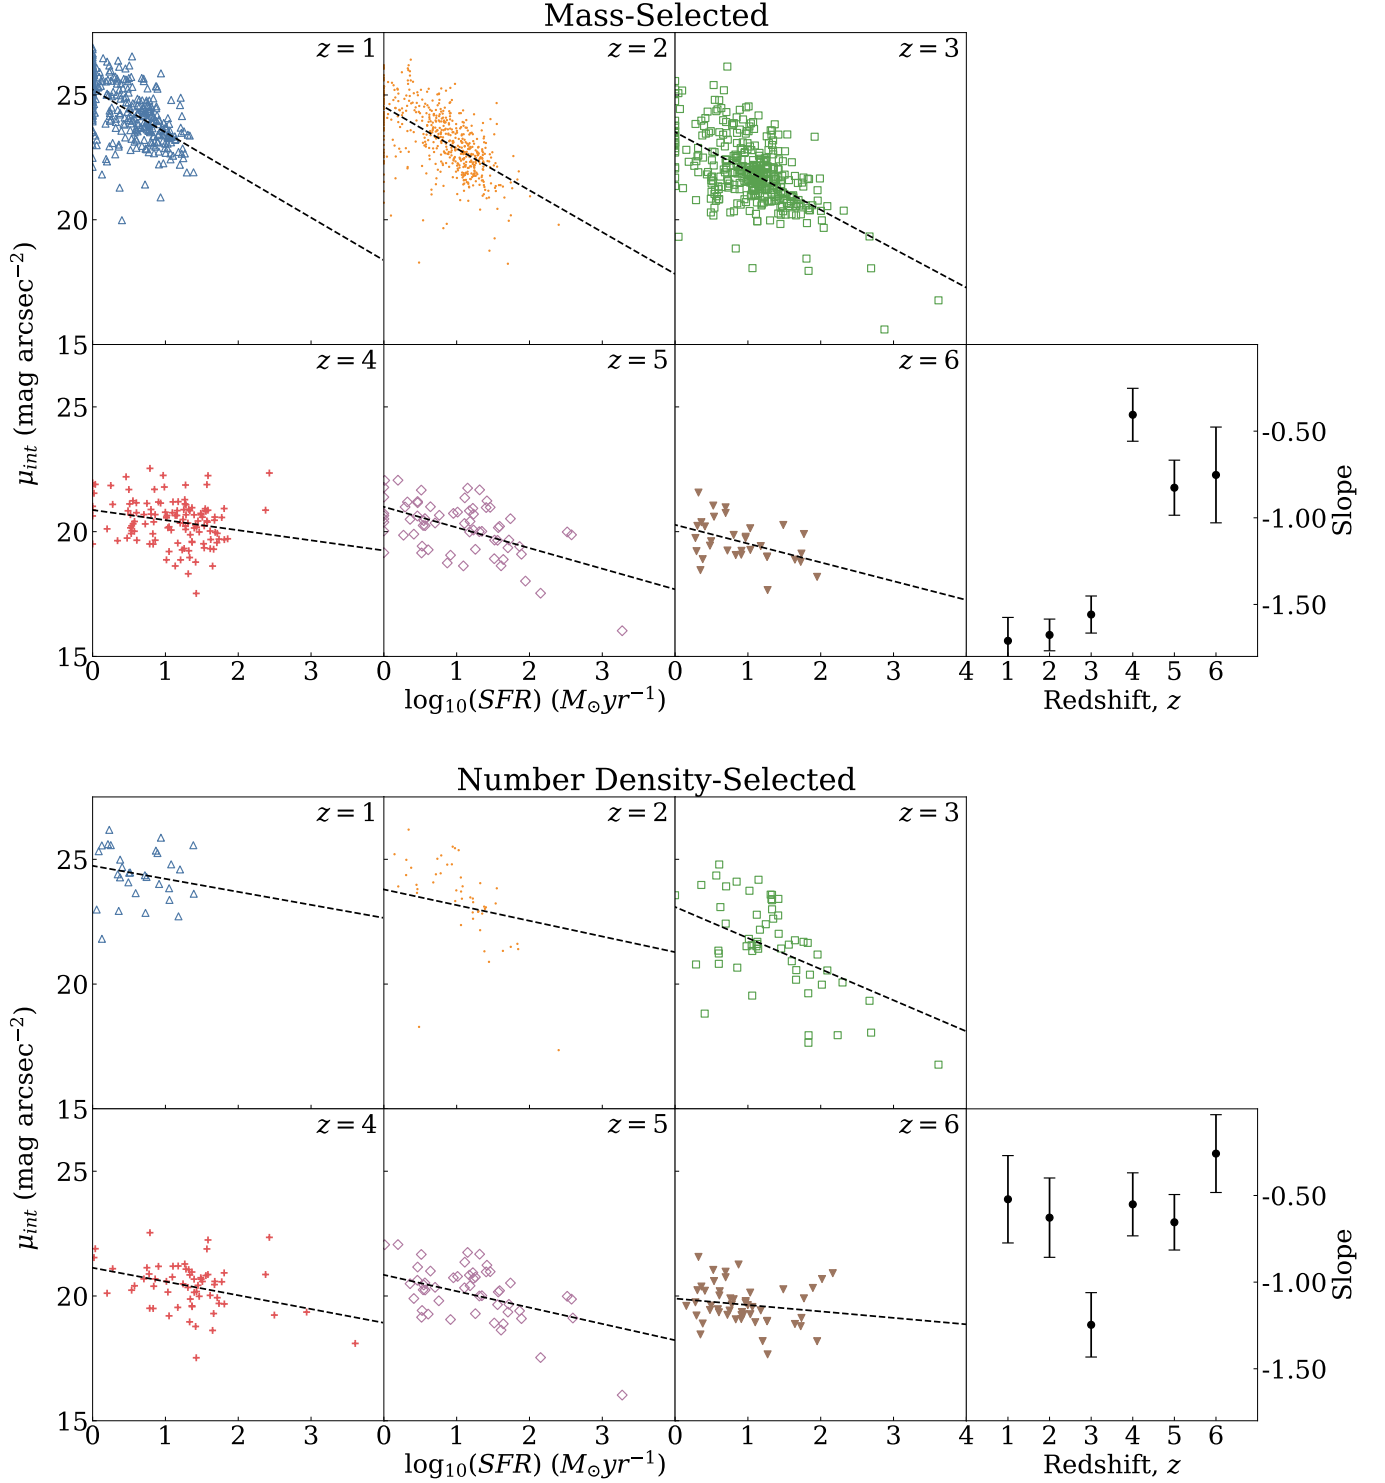 Mass-Selected
z = 1
z = 2
z = 3
25
20
15
z = 4
z = 5
z = 6
25
20
15
μint (mag arcsec−2)
-0.50
-1.00
-1.50
Slope
0 1 2 3 0 1 2 3 0 1 2 3 4 1 2 3 4 5 6
log10(SFR) (M⊙yr−1)
Redshift, z
Number Density-Selected
z = 1
z = 2
z = 3
25
20
15
z = 4
z = 5
z = 6
25
20
15
μint (mag arcsec−2)
-0.50
-1.00
-1.50
Slope
0 1 2 3 0 1 2 3 0 1 2 3 4 1 2 3 4 5 6
log10(SFR) (M⊙yr−1)
Redshift, z